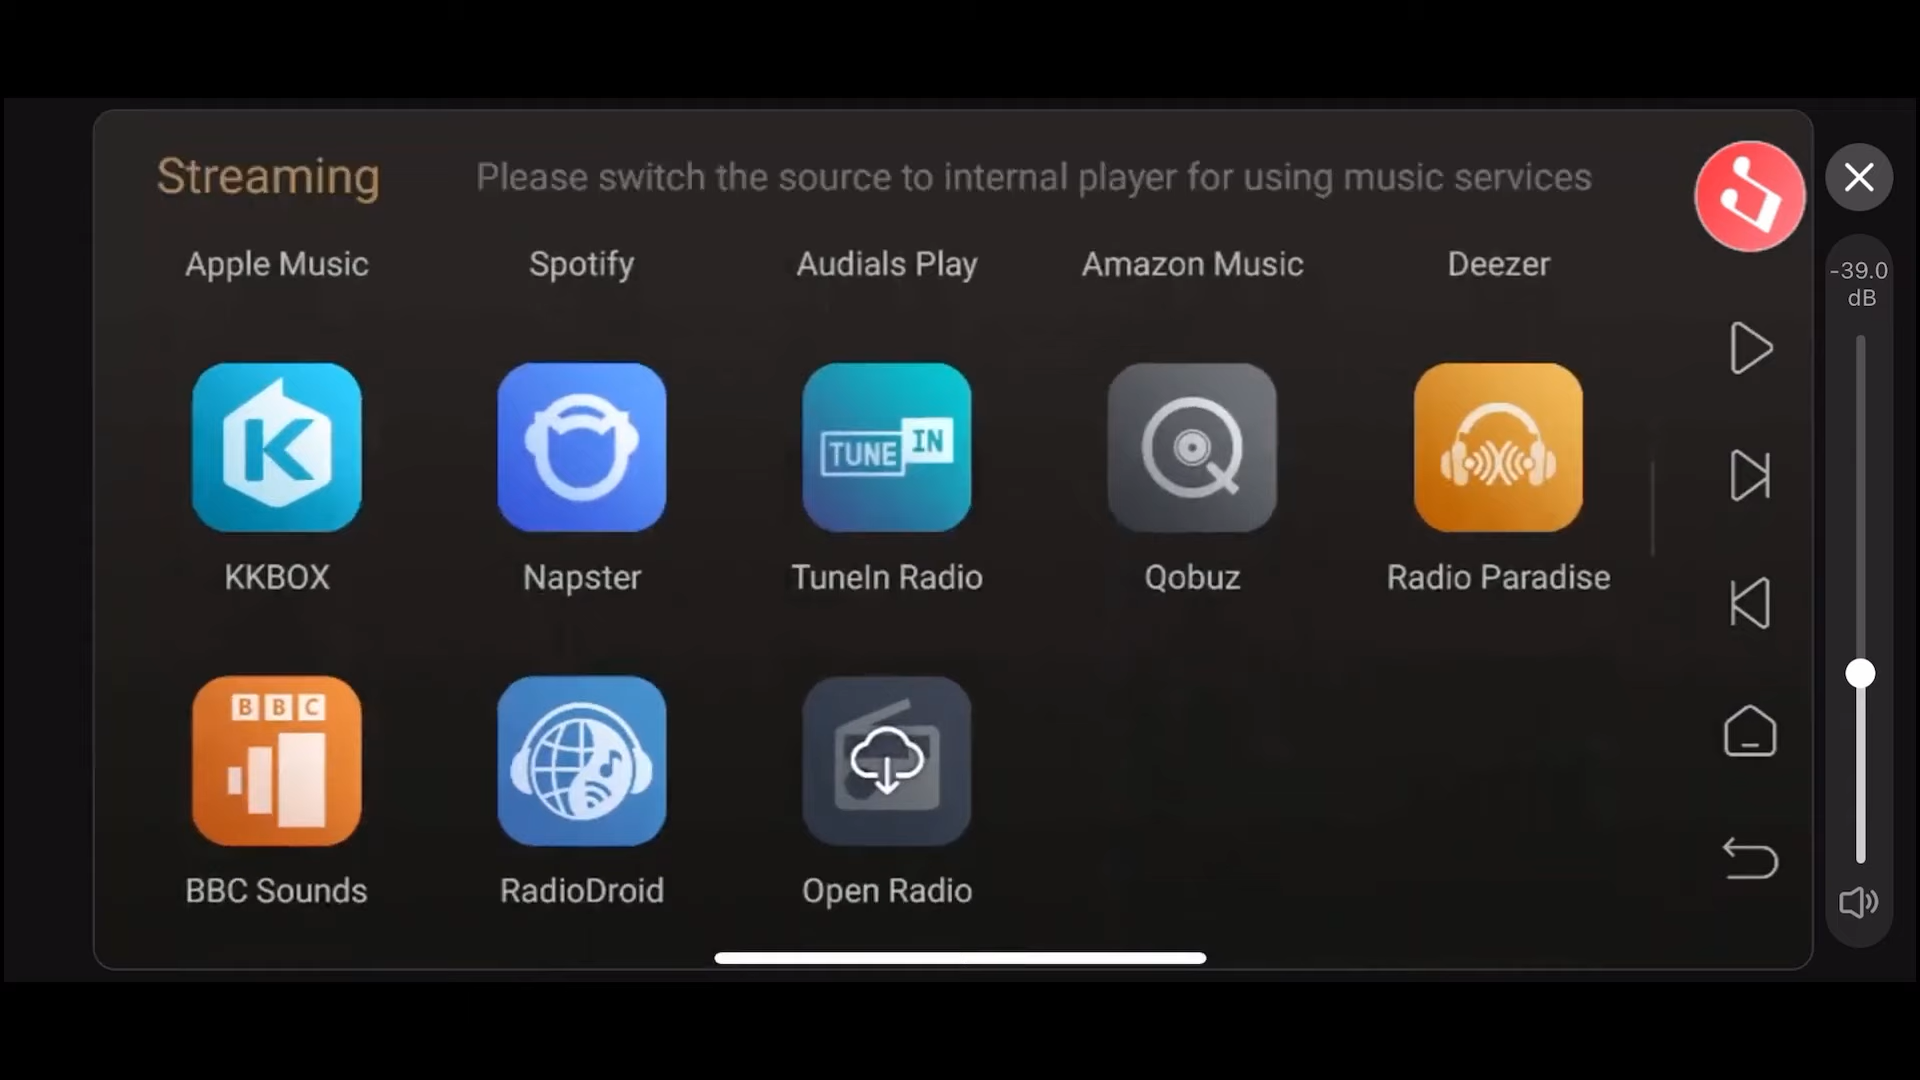 Streaming
Please switch the source to internal player for using music services
Apple Music
Spotify
Audials Play
Amazon Music
Deezer
-39.0
dB
K
TUNE IN
KKBOX
Napster
TuneIn Radio
Qobuz
Radio Paradise
BBC
BBC Sounds
RadioDroid
Open Radio